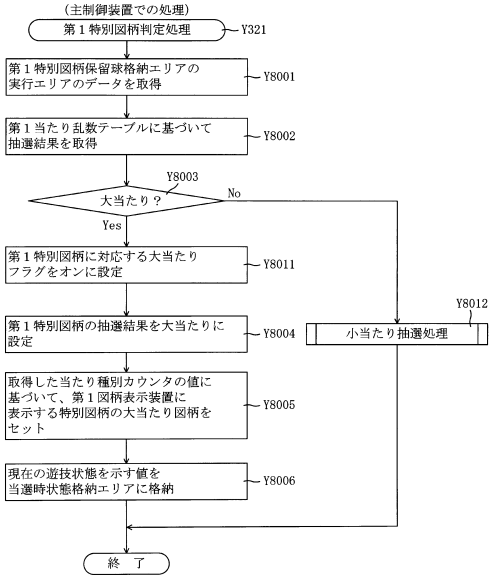 (主制御装置での処理)
第1特別図柄判定処理
Y321
第1特別図柄保留球格納エリアの
実行エリアのデータを取得
Y8001
第1当たり乱数テーブルに基づいて
抽選結果を取得
Y8002
Y8003
大当たり?
No
Yes
第1特別図柄に対応する大当たり
フラグをオンに設定
Y8011
Y8012
小当たり抽選処理
第1特別図柄の抽選結果を大当たりに
設定
Y8004
取得した当たり種別カウンタの値に
基づいて、第1図柄表示装置に
表示する特別図柄の大当たり図柄を
セット
Y8005
現在の遊技状態を示す値を
当選時状態格納エリアに格納
Y8006
終 了